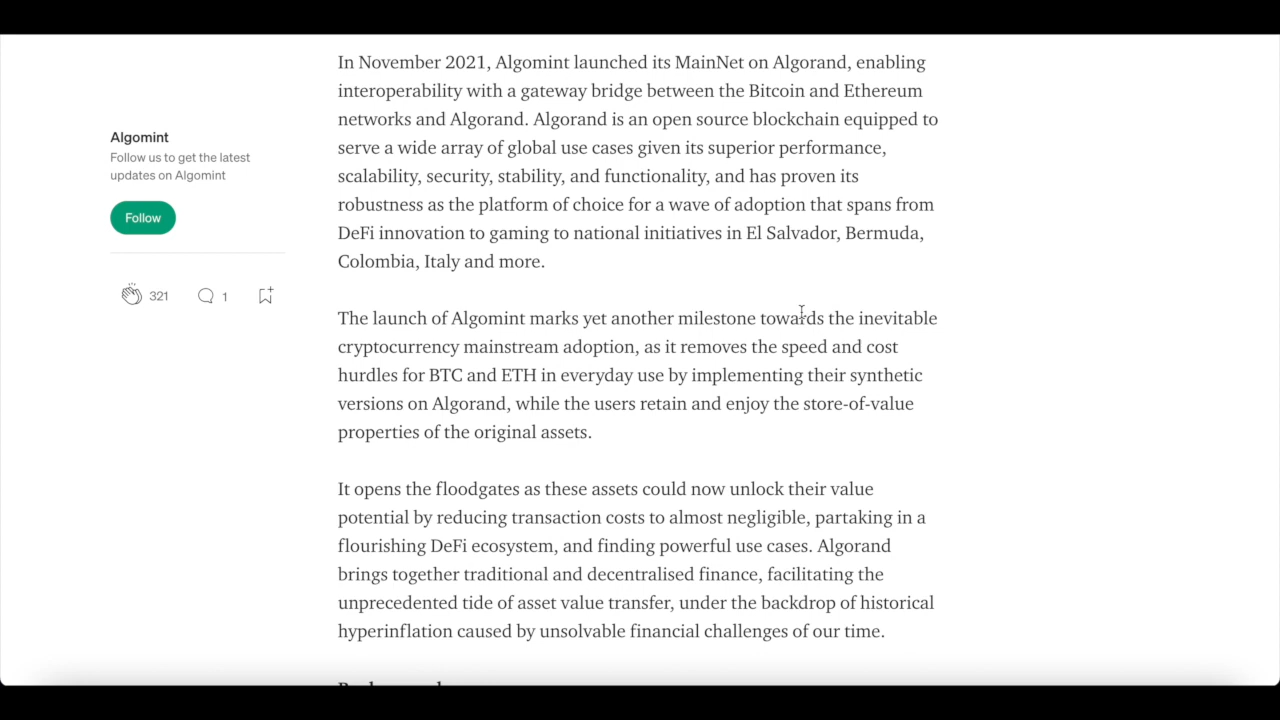 In November 2021, Algomint launched its MainNet on Algorand, enabling
interoperability with a gateway bridge between the Bitcoin and Ethereum
networks and Algorand. Algorand is an open source blockchain equipped to
serve a wide array of global use cases given its superior performance,
scalability, security, stability, and functionality, and has proven its
robustness as the platform of choice for a wave of adoption that spans from
DeFi innovation to gaming to national initiatives in El Salvador, Bermuda,
Colombia, Italy and more.
Algomint
Follow us to get the latest
updates on Algomint
Follow
321
1
The launch of Algomint marks yet another milestone towards the inevitable
cryptocurrency mainstream adoption, as it removes the speed and cost
hurdles for BTC and ETH in everyday use by implementing their synthetic
versions on Algorand, while the users retain and enjoy the store-of-value
properties of the original assets.
It opens the floodgates as these assets could now unlock their value
potential by reducing transaction costs to almost negligible, partaking in a
flourishing DeFi ecosystem, and finding powerful use cases. Algorand
brings together traditional and decentralised finance, facilitating the
unprecedented tide of asset value transfer, under the backdrop of historical
hyperinflation caused by unsolvable financial challenges of our time.